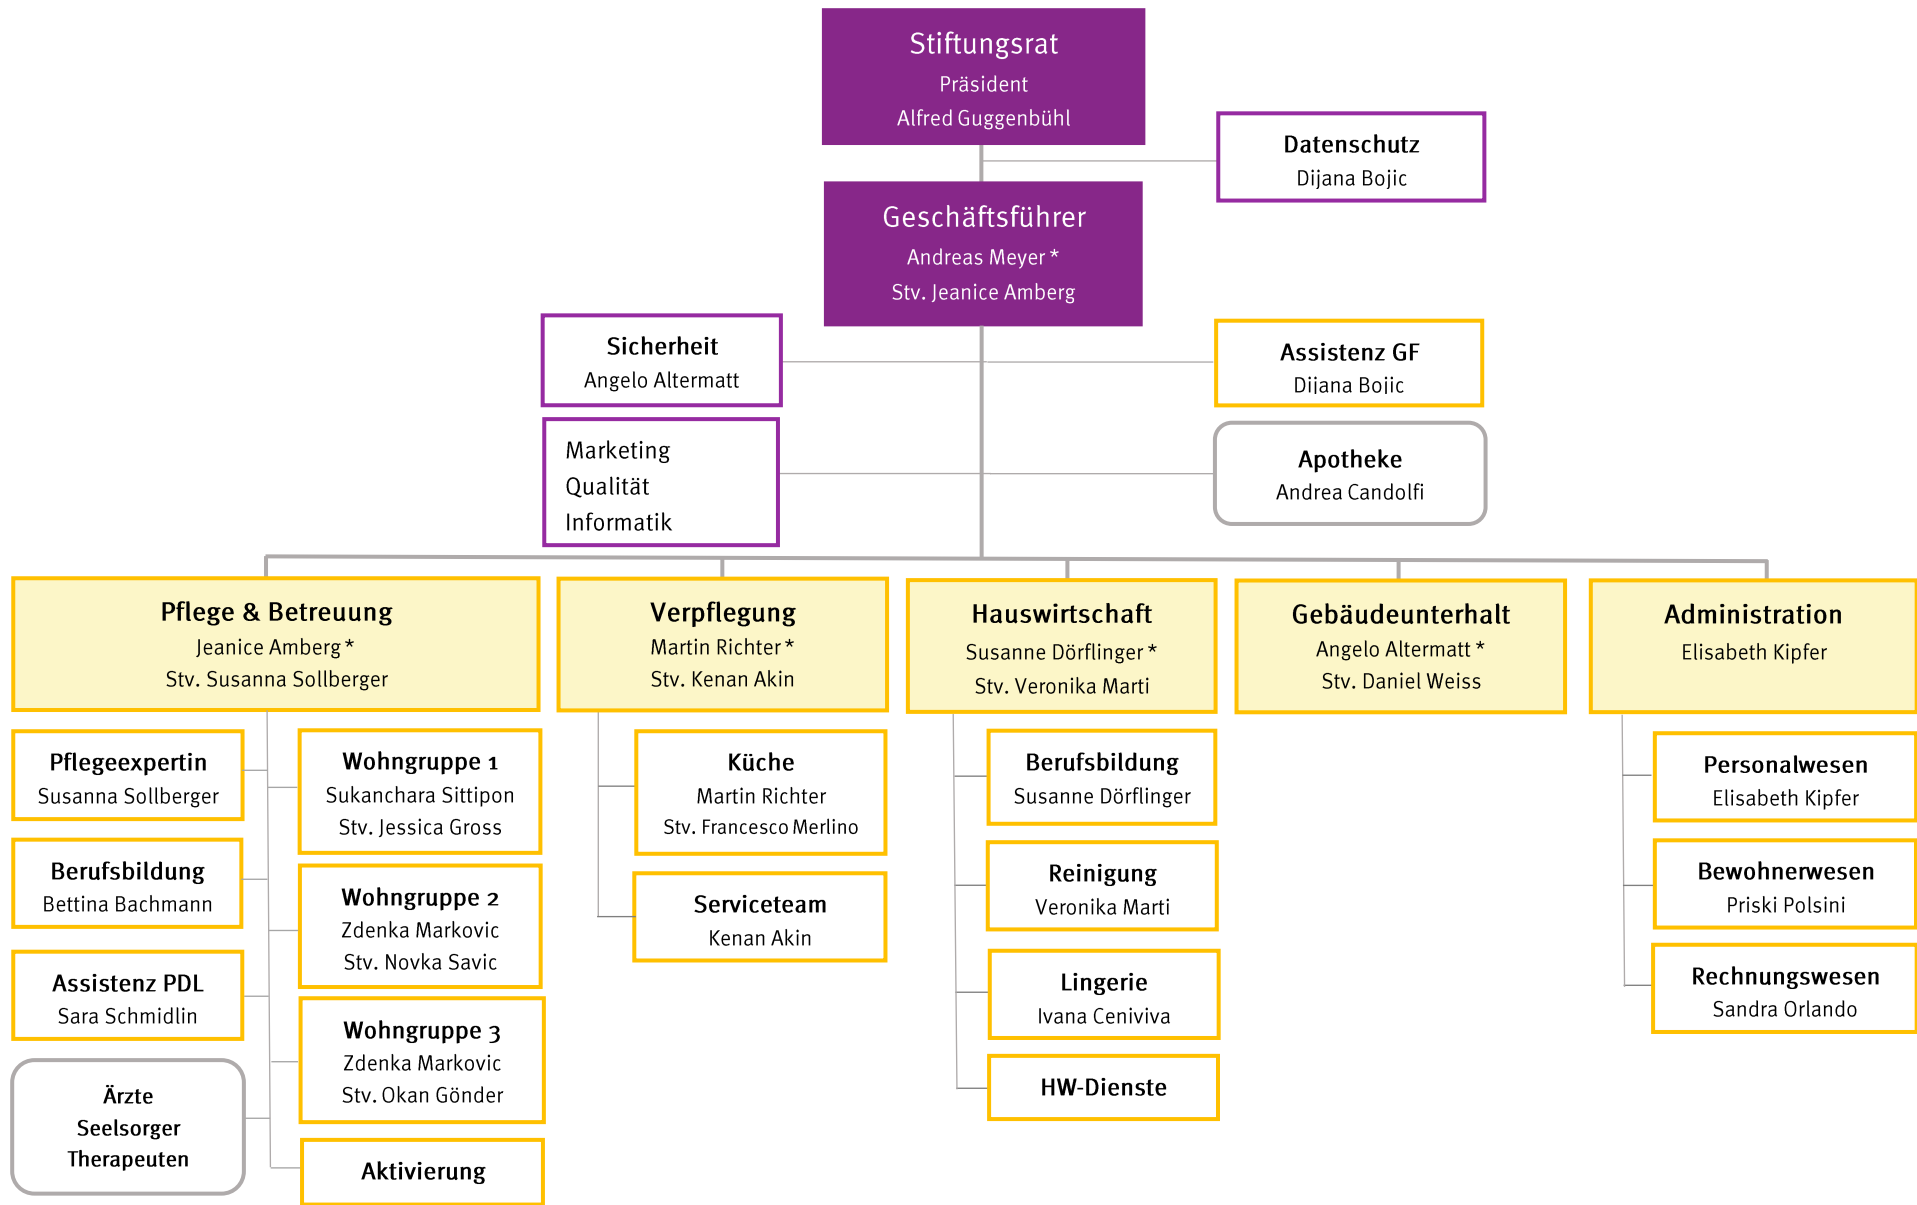 Stiftungsrat
Präsident
Alfred Guggenbühl
Datenschutz
Dijana Bojic
Geschäftsführer
Andreas Meyer *
Stv. Jeanice Amberg
Sicherheit
Angelo Altermatt
Assistenz GF
Dijana Bojic
Marketing
Qualität
Informatik
Apotheke
Andrea Candolfi
Pflege & Betreuung
Jeanice Amberg *
Stv. Susanna Sollberger
Verpflegung
Martin Richter *
Stv. Kenan Akin
Hauswirtschaft
Susanne Dörflinger *
Stv. Veronika Marti
Gebäudeunterhalt
Angelo Altermatt *
Stv. Daniel Weiss
Administration
Elisabeth Kipfer
Pflegeexpertin
Susanna Sollberger
Berufsbildung
Bettina Bachmann
Assistenz PDL
Sara Schmidlin
Ärzte
Seelsorger
Therapeuten
Wohngruppe 1
Sukanchara Sittipon
Stv. Jessica Gross
Wohngruppe 2
Zdenka Markovic
Stv. Novka Savic
Wohngruppe 3
Zdenka Markovic
Stv. Okan Gönder
Aktivierung
Küche
Martin Richter
Stv. Francesco Merlino
Serviceteam
Kenan Akin
Berufsbildung
Susanne Dörflinger
Reinigung
Veronika Marti
Lingerie
Ivana Ceniviva
HW-Dienste
Personalwesen
Elisabeth Kipfer
Bewohnerwesen
Priski Polsini
Rechnungswesen
Sandra Orlando